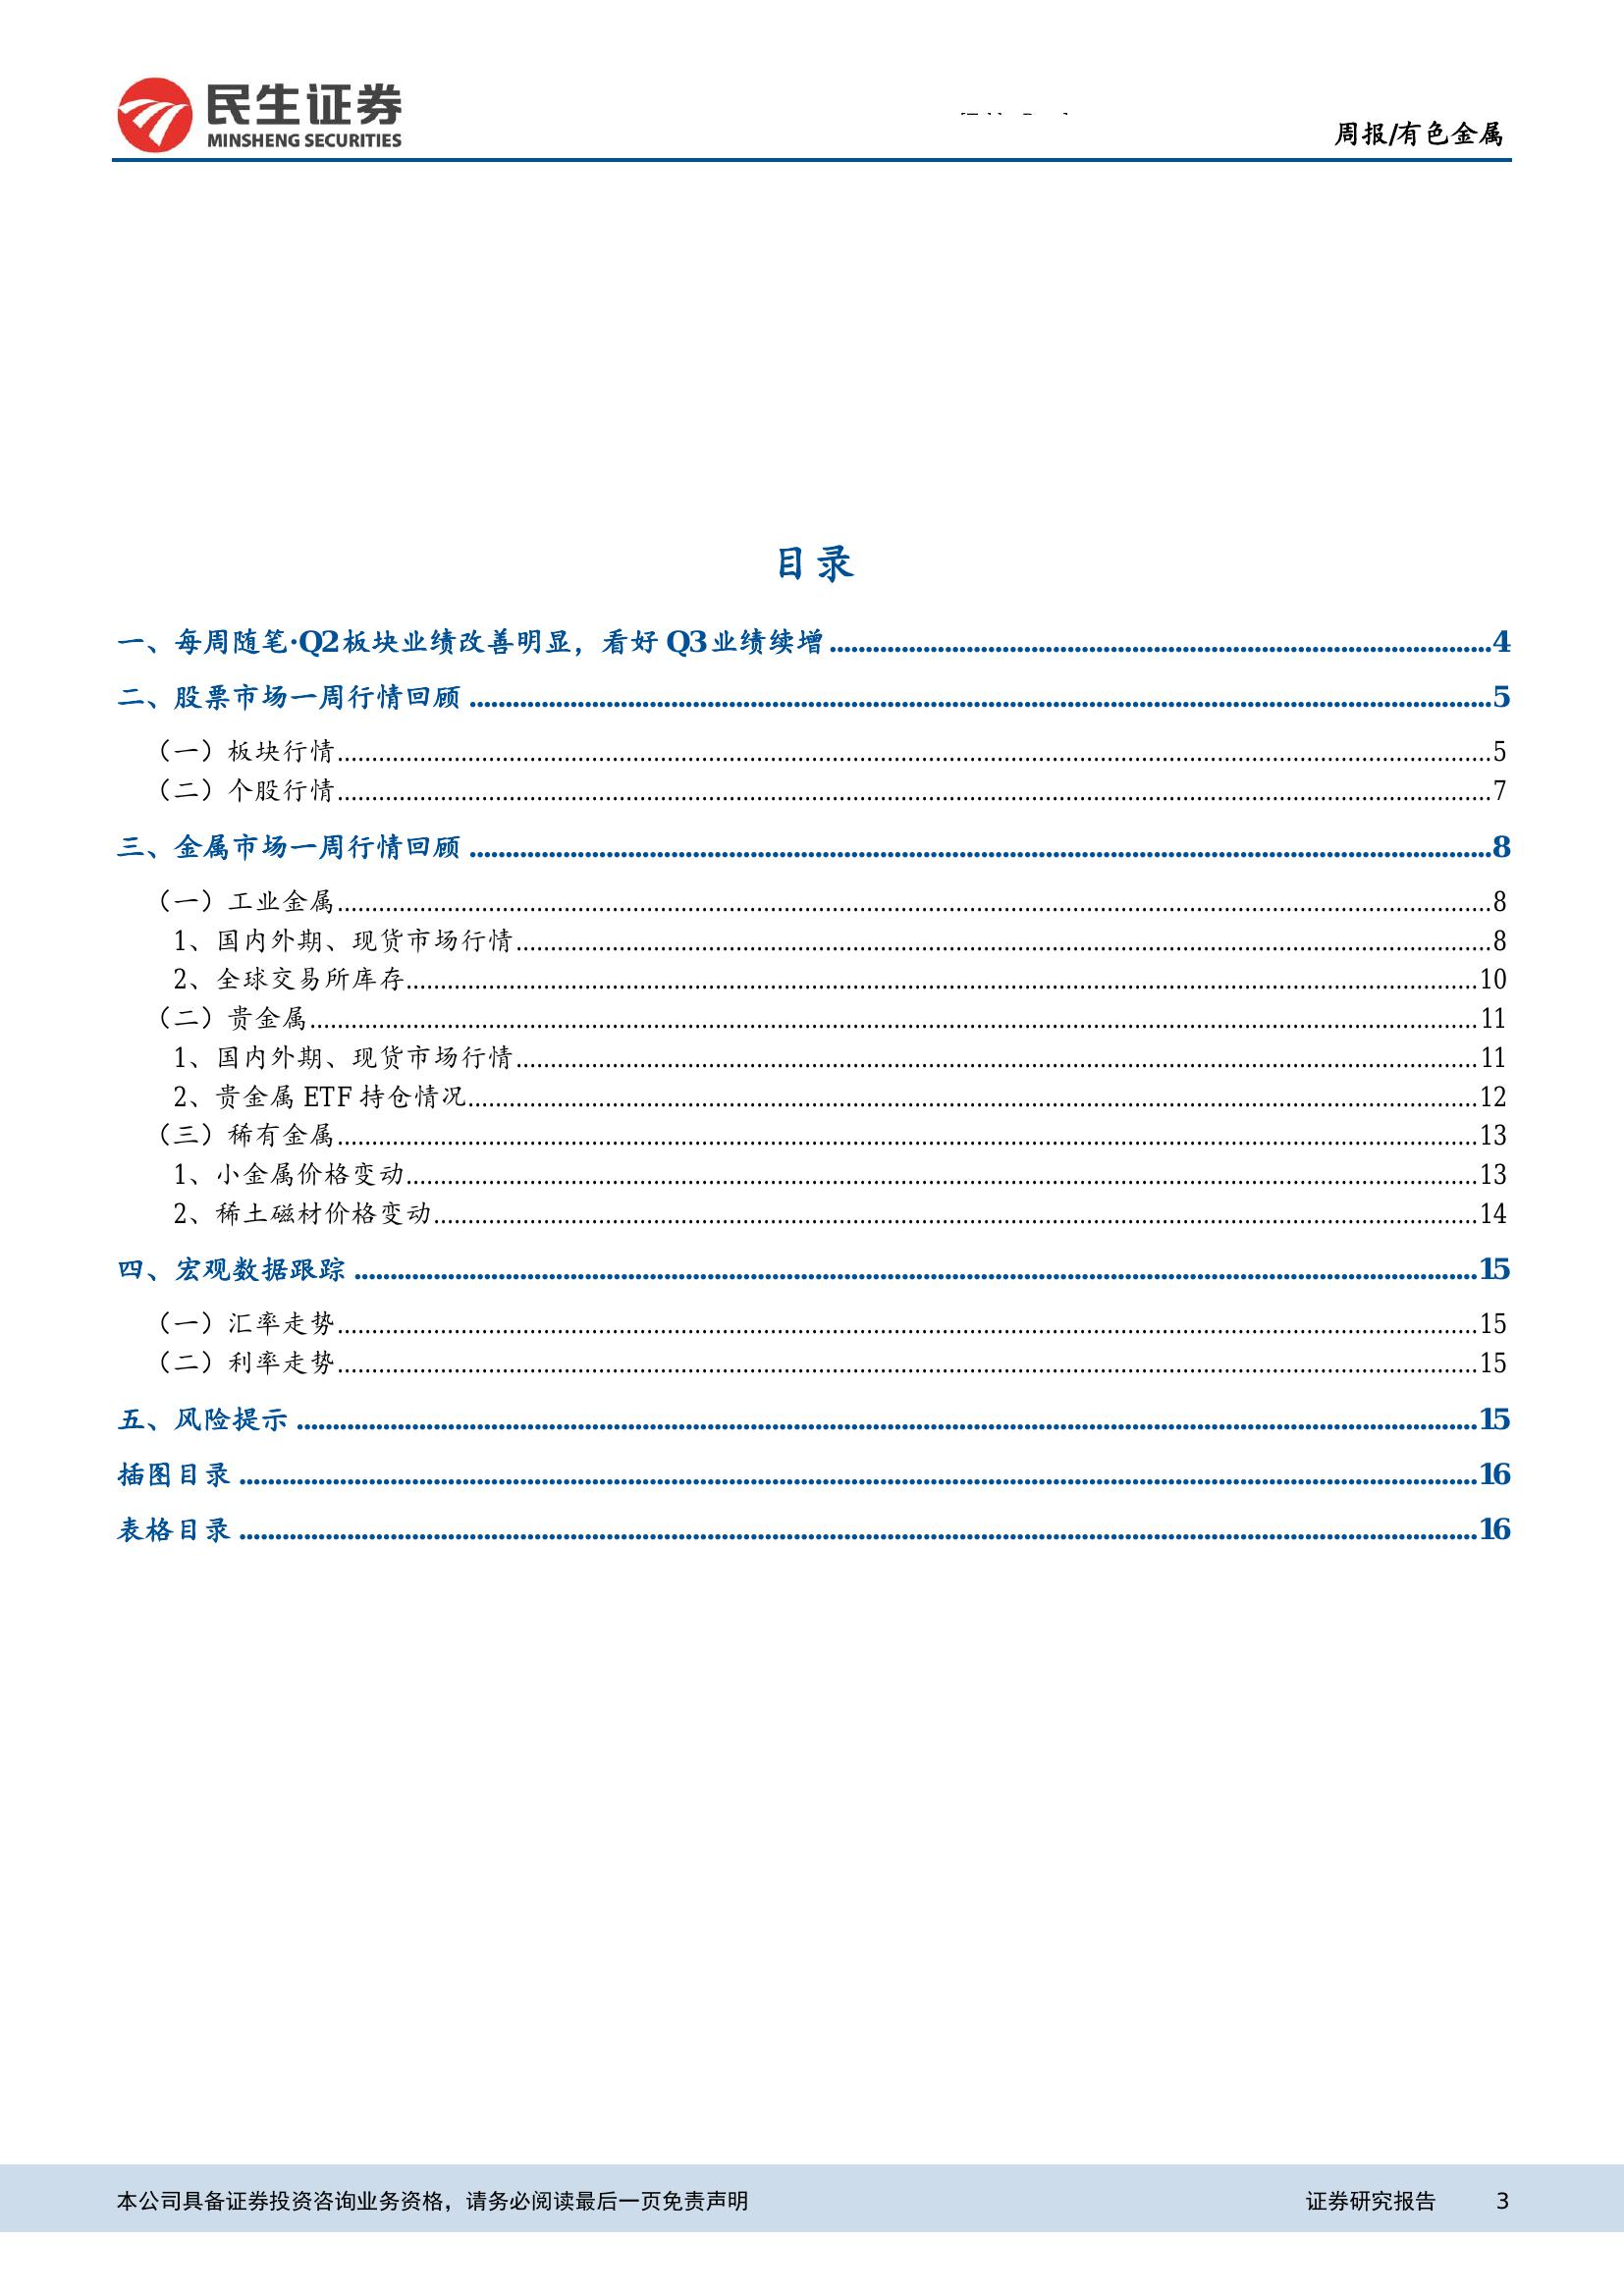 民生证券
MINSHENG SECURITIES
周报/有色金属
目录
一、每周随笔·Q2板块业绩改善明显，看好 Q3业绩续增 4
二、股票市场一周行情回顾 5
（一）板块行情 5
（二）个股行情 7
三、金属市场一周行情回顾 8
（一）工业金属 8
1、国内外期、现货市场行情 8
2、全球交易所库存 10
（二）贵金属 11
1、国内外期、现货市场行情 11
2、贵金属 ETF 持仓情况 12
（三）稀有金属 13
1、小金属价格变动 13
2、稀土磁材价格变动 14
四、宏观数据跟踪 15
（一）汇率走势 15
（二）利率走势 15
五、风险提示 15
插图目录 16
表格目录 16
本公司具备证券投资咨询业务资格，请务必阅读最后一页免责声明 证券研究报告 3